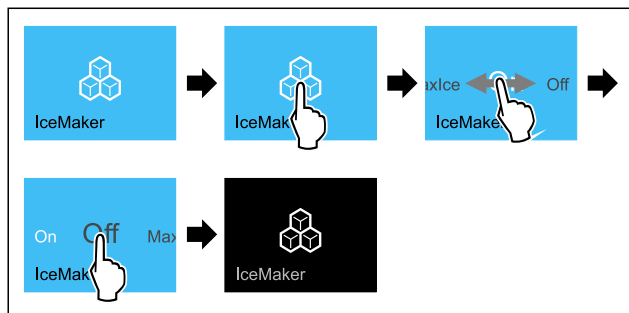 IceMaker
IceMak r
axIce Off
IceMake
On Off Max
IceMak
IceMaker